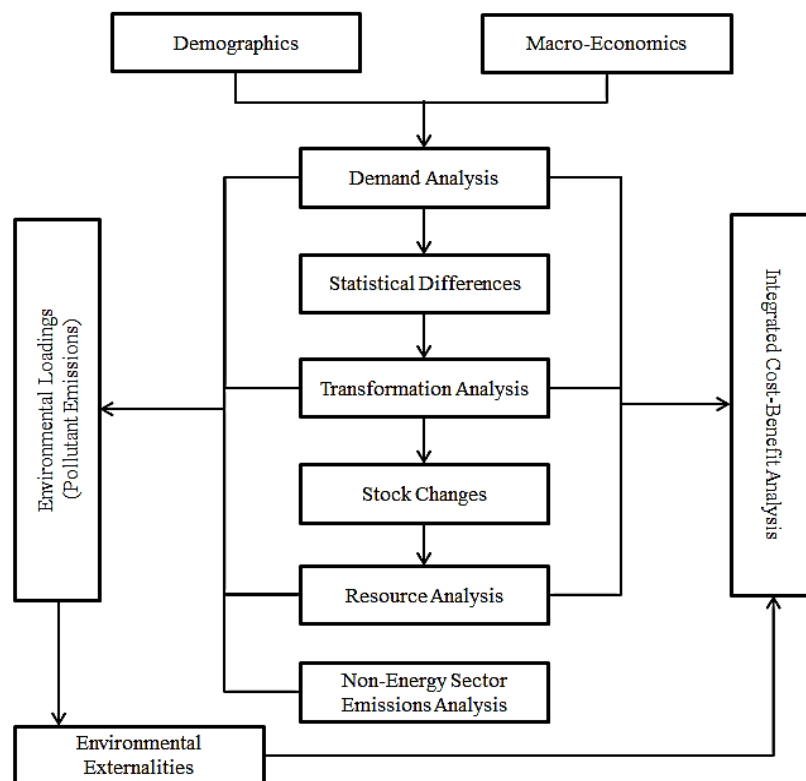 Demographics
Macro-Economics
Demand Analysis
Statistical Differences
Transformation Analysis
Stock Changes
Resource Analysis
Non-Energy Sector
Emissions Analysis
Environmental Loadings
(Pollutant Emissions)
Integrated Cost-Benefit Analysis
Environmental
Externalities